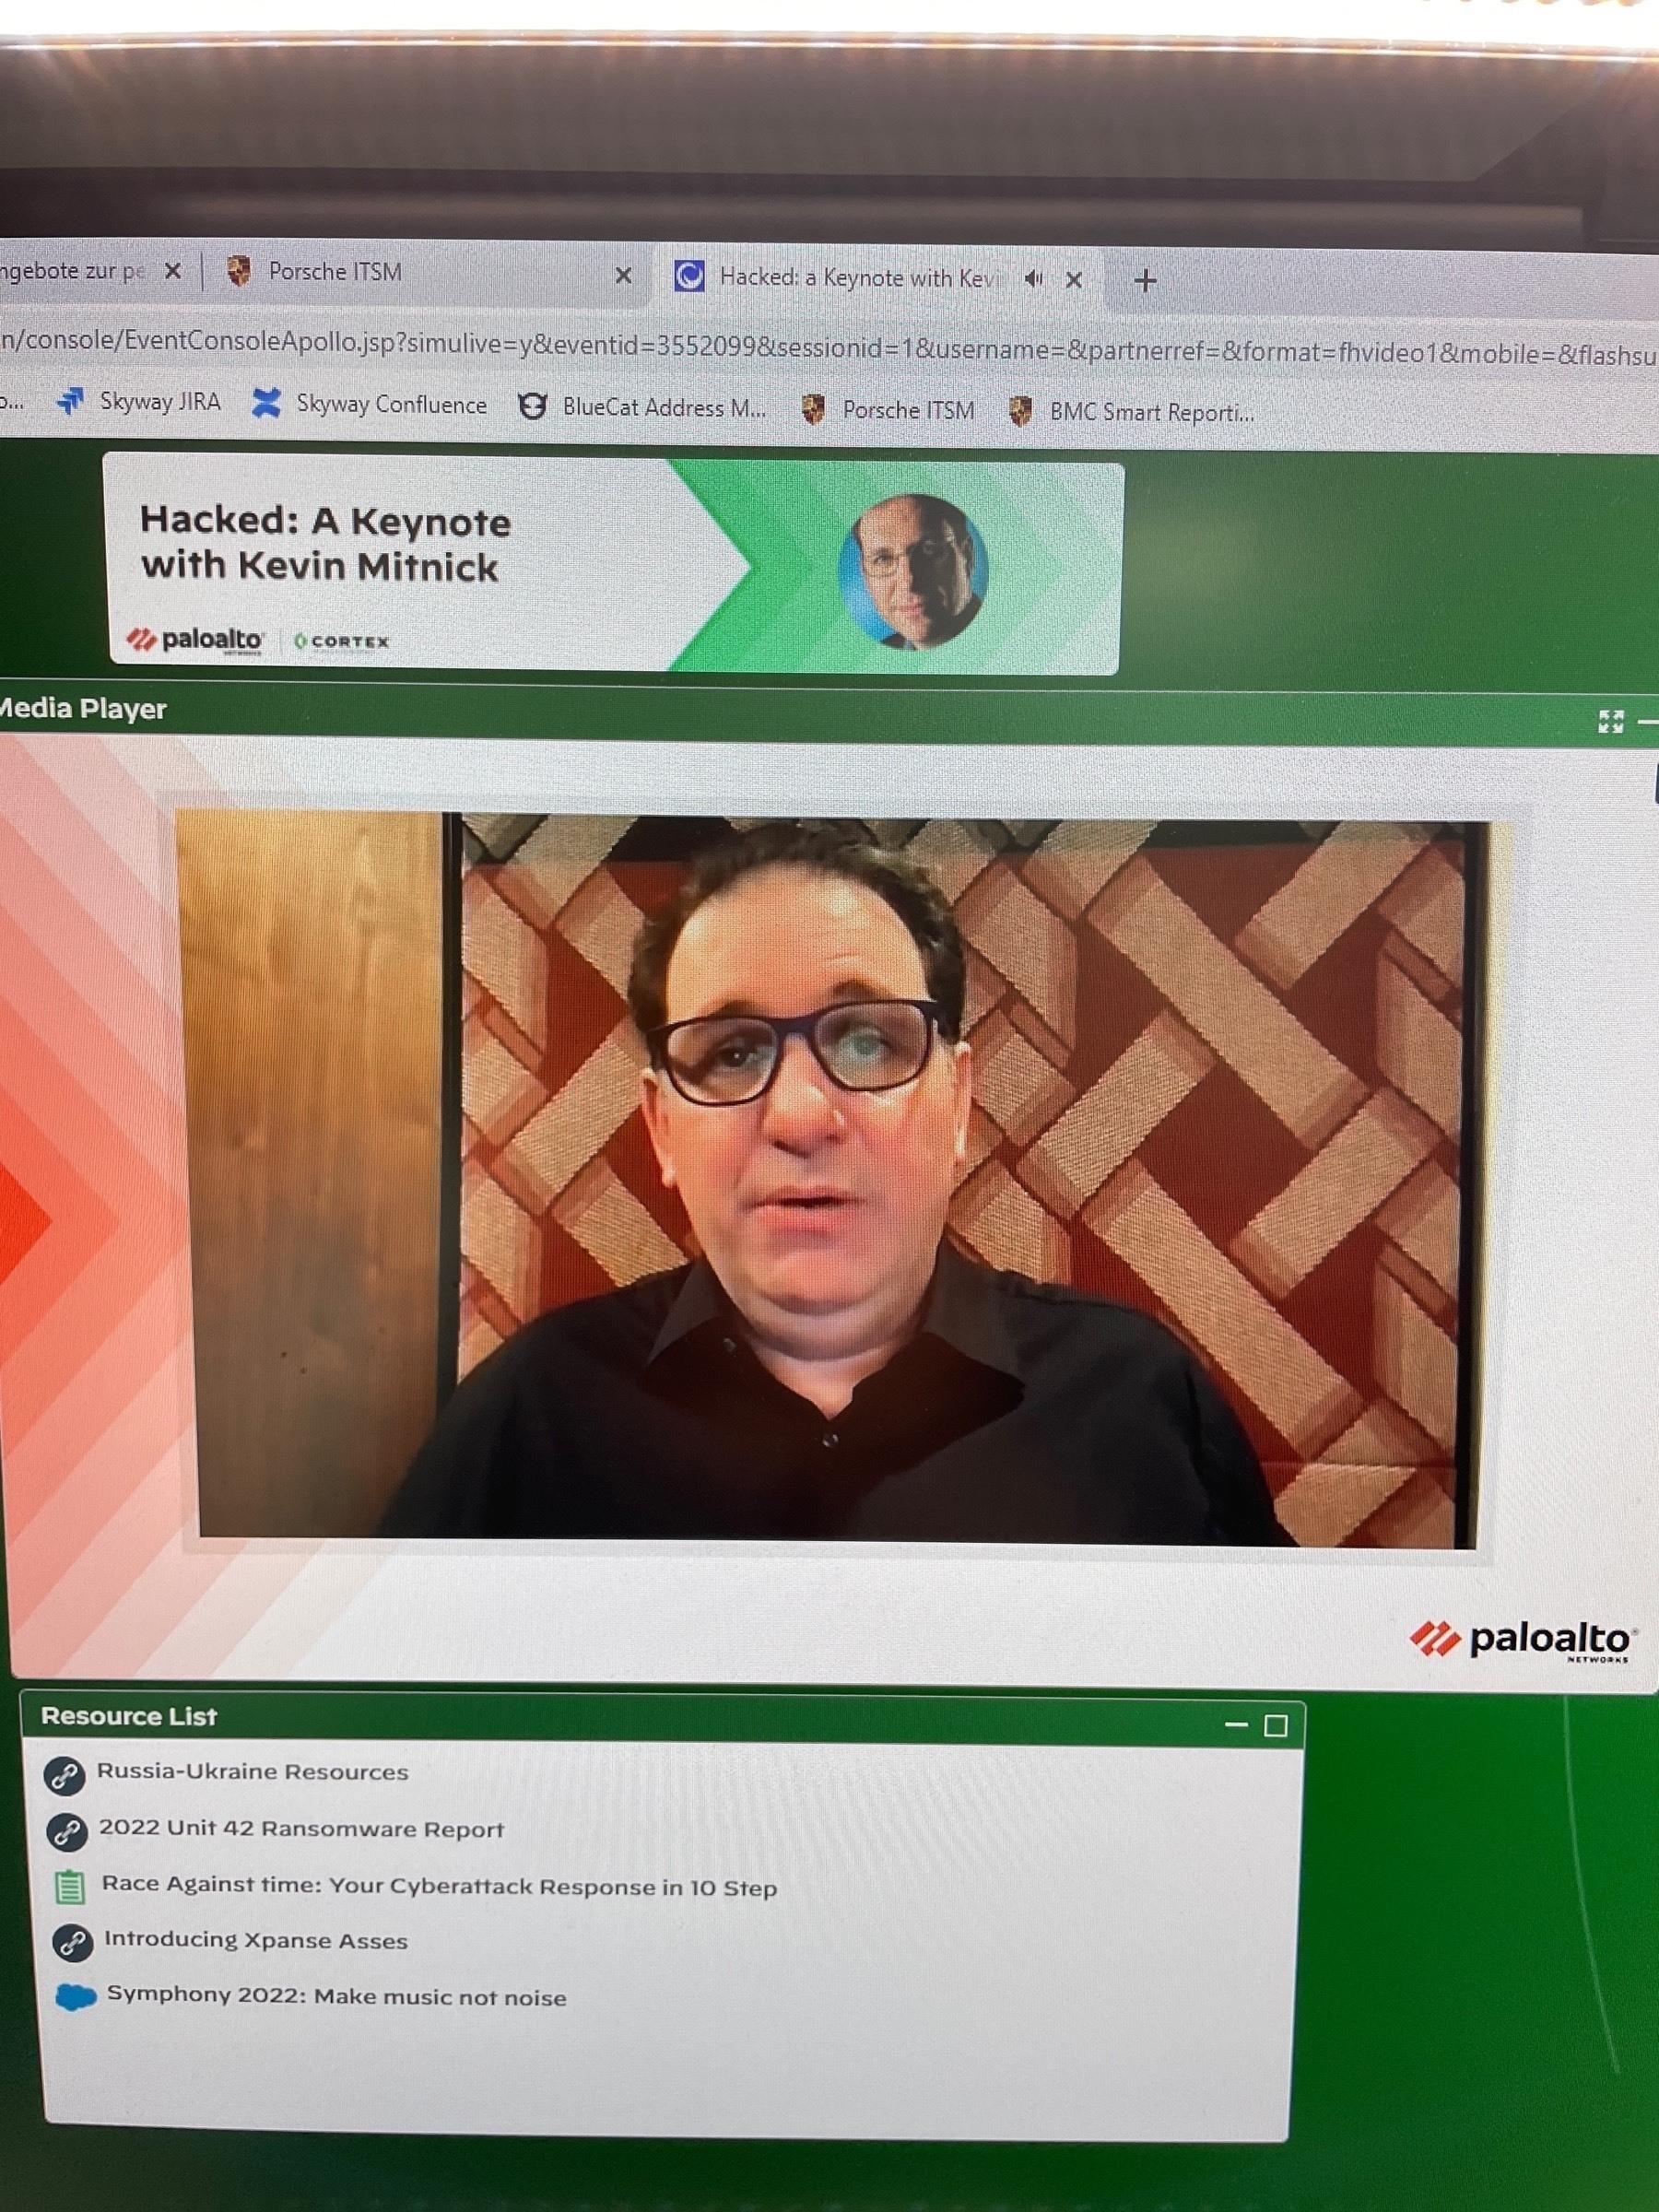 ngebote zur pe
Porsche ITSM
Hacked: a Keynote with Kevi
n/console/EventConsoleApollo.jsp?simulive=y&eventid=3552099&sessionid=1&username=&partnerref=&format=fhvideo1&mobile=&flashsu
o...
Skyway JIRA
Skyway Confluence
BlueCat Address M...
Porsche ITSM
BMC Smart Reporti...
Hacked: A Keynote
with Kevin Mitnick
paloalto
NETWORKS
CORTEX
Media Player
paloalto
NETWORKS
Resource List
Russia-Ukraine Resources
2022 Unit 42 Ransomware Report
Race Against time: Your Cyberattack Response in 10 Step
Introducing Xpanse Asses
Symphony 2022: Make music not noise